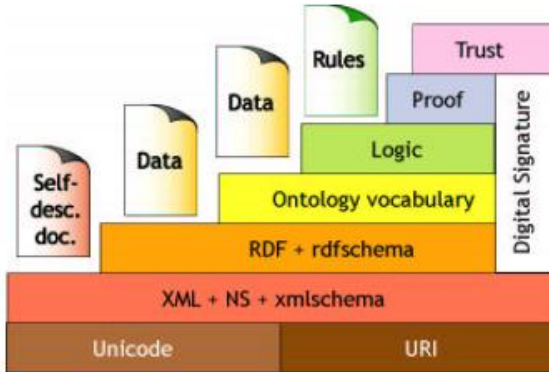 Trust
Rules
Proof
Data
Logic
Data
Self-
desc.
doc.
Ontology vocabulary
Digital Signature
RDF + rdfschema
XML + NS + xmlschema
Unicode
URI